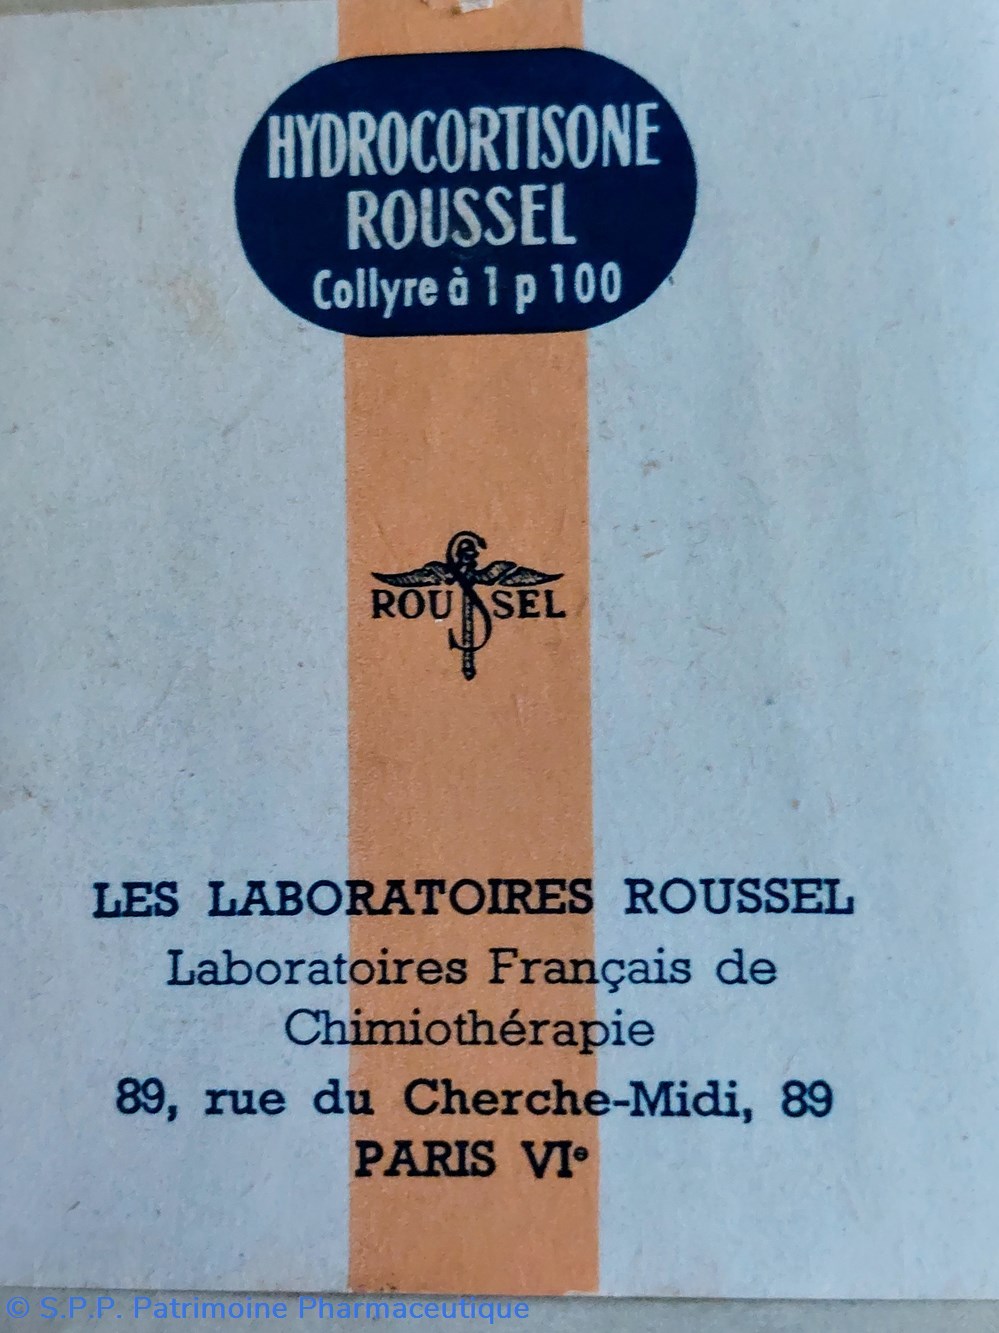 HYDROCORTISONE
ROUSSEL
Collyre à 1 p 100
ROUSSEL
LES LABORATOIRES ROUSSEL
Laboratoires Français de
Chimiothérapie
89, rue du Cherche-Midi, 89
PARIS VIᵉ
© S.P.P. Patrimoine Pharmaceutique